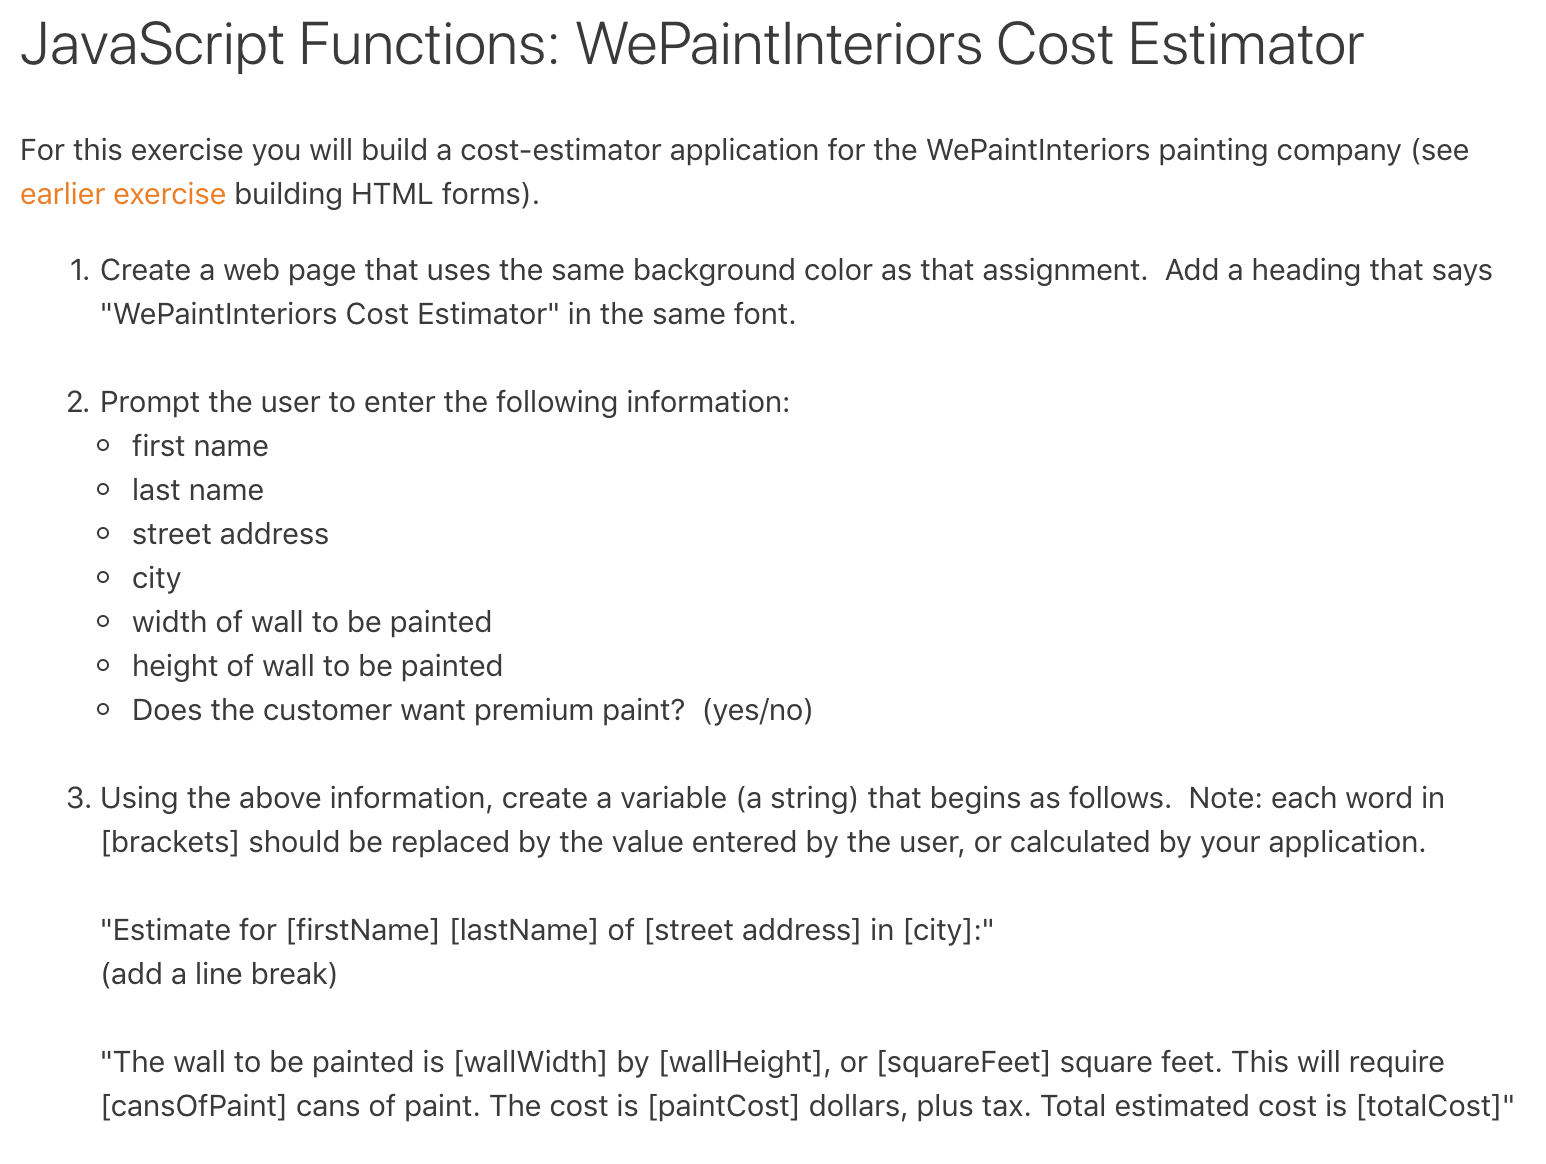 JavaScript Functions: WePaintInteriors Cost Estimator
For this exercise you will build a cost-estimator application for the WePaintInteriors painting company (see
earlier exercise building HTML forms).
1. Create a web page that uses the same background color as that assignment.  Add a heading that says
"WePaintInteriors Cost Estimator" in the same font.
2. Prompt the user to enter the following information:
first name
last name
street address
city
width of wall to be painted
height of wall to be painted
Does the customer want premium paint?  (yes/no)
3. Using the above information, create a variable (a string) that begins as follows.  Note: each word in
[brackets] should be replaced by the value entered by the user, or calculated by your application.
"Estimate for [firstName] [lastName] of [street address] in [city]:"
(add a line break)
"The wall to be painted is [wallWidth] by [wallHeight], or [squareFeet] square feet. This will require
[cansOfPaint] cans of paint. The cost is [paintCost] dollars, plus tax. Total estimated cost is [totalCost]"